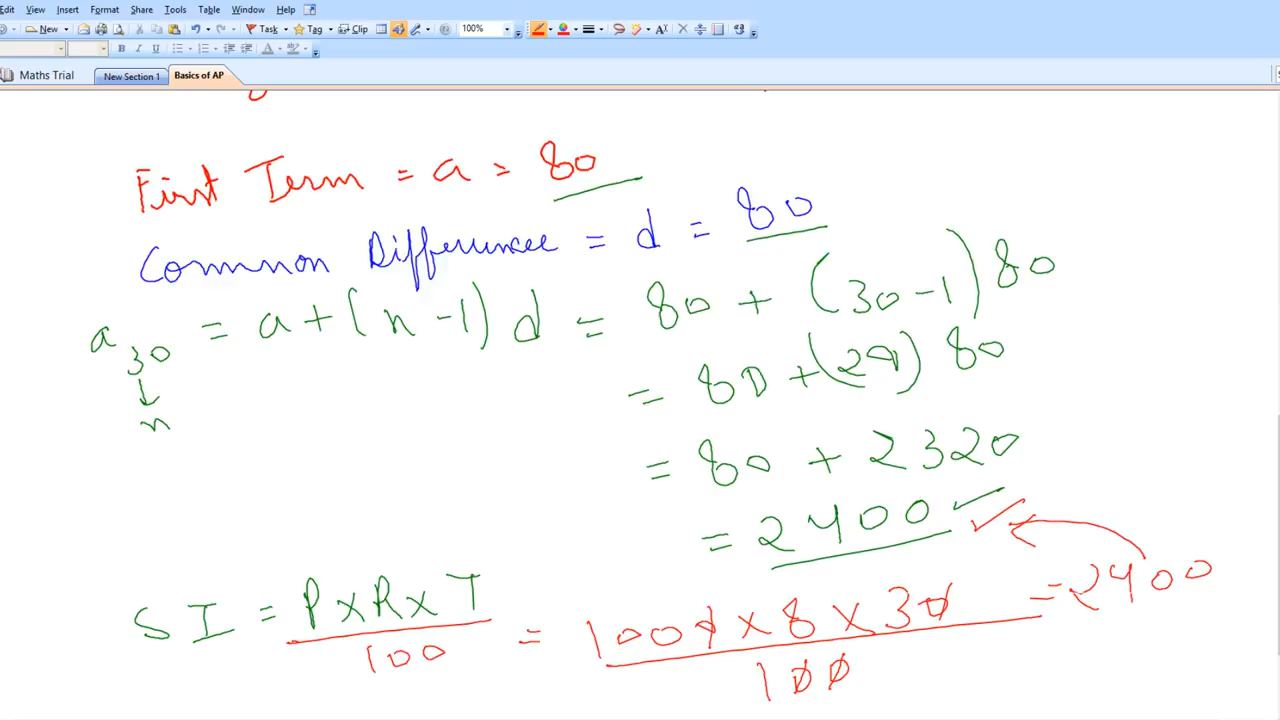 Edit View Insert Format Share Tools Table Window Help
New Task Tag Clip 100%
B I U A
Maths Trial New Section 1 Basics of AP
First Term = a = 80
Common Difference = d = 80
a30 = a + (n - 1) d = 80 + (30 - 1) 80
n
= 80 + (29) 80
= 80 + 2320
= 2400
SI = P x R x T / 100 = 1000 x 8 x 30 / 100 = 2400